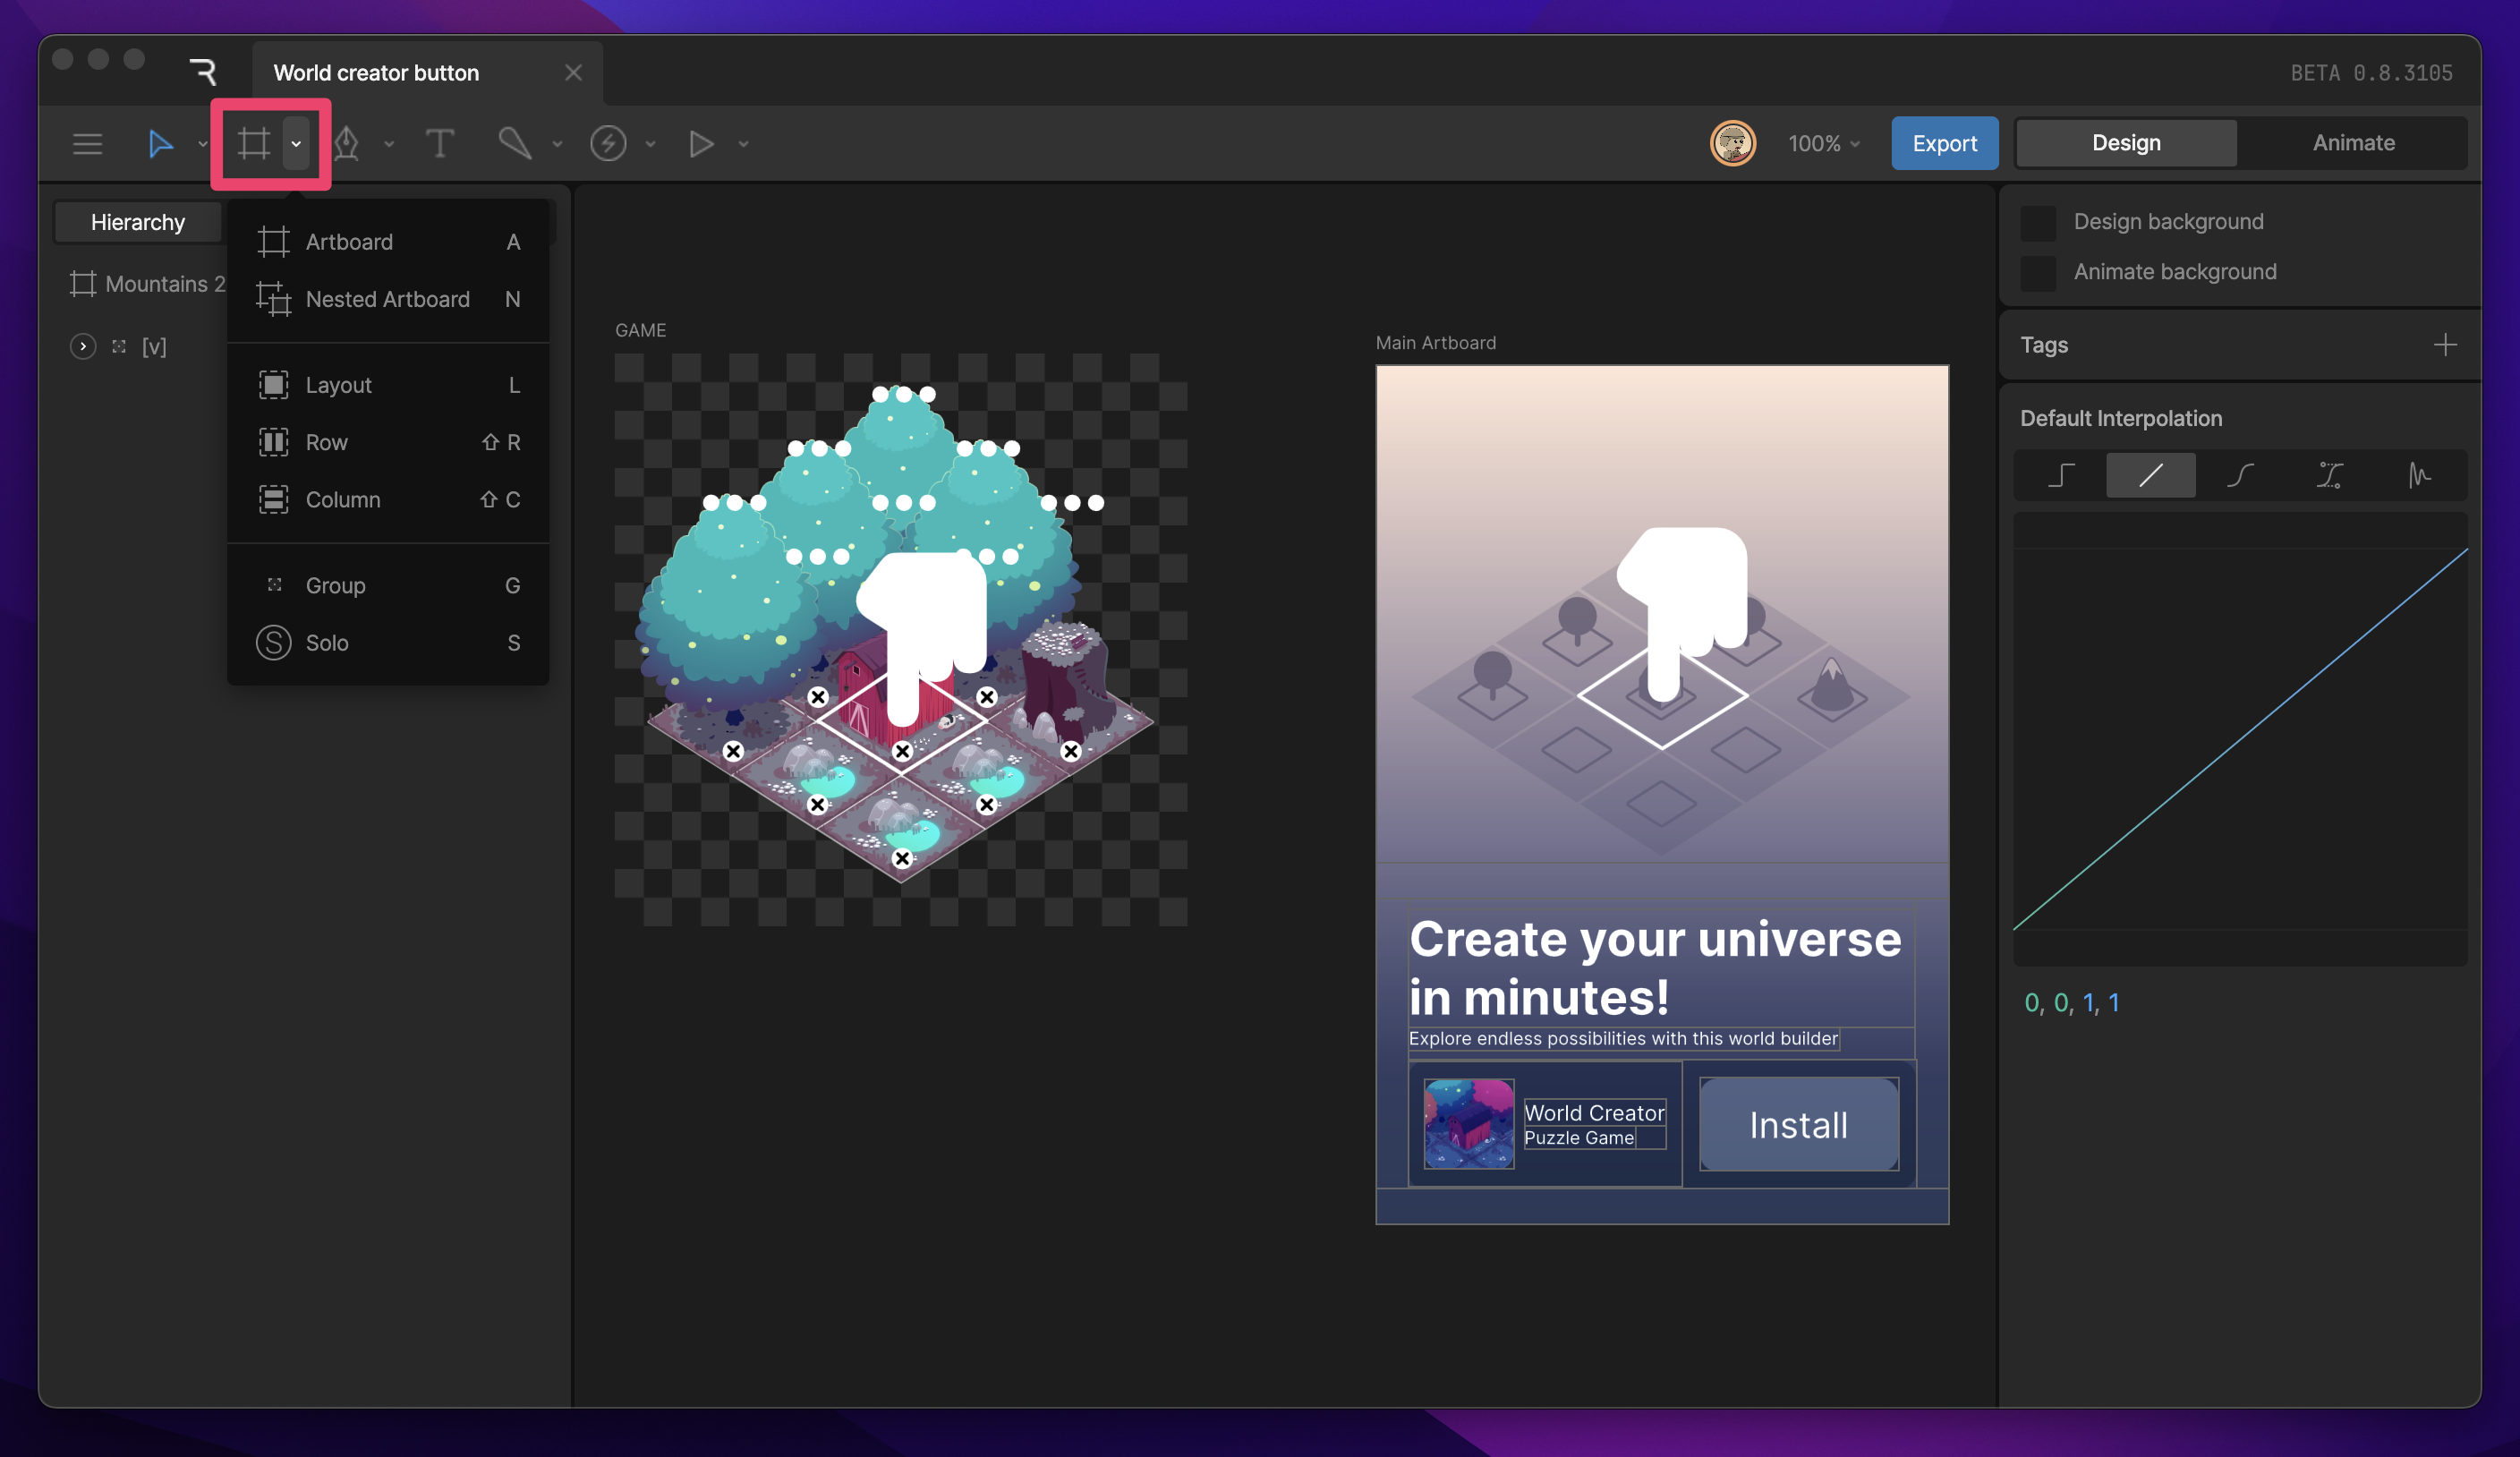 World creator button
BETA 0.8.3105
100%
Export
Design
Animate
Hierarchy
Mountains 2
[v]
Artboard A
Nested Artboard N
Layout L
Row ⇧ R
Column ⇧ C
Group G
S Solo S
GAME
Main Artboard
Create your universe
in minutes!
Explore endless possibilities with this world builder
World Creator
Puzzle Game
Install
Design background
Animate background
Tags
Default Interpolation
0, 0, 1, 1